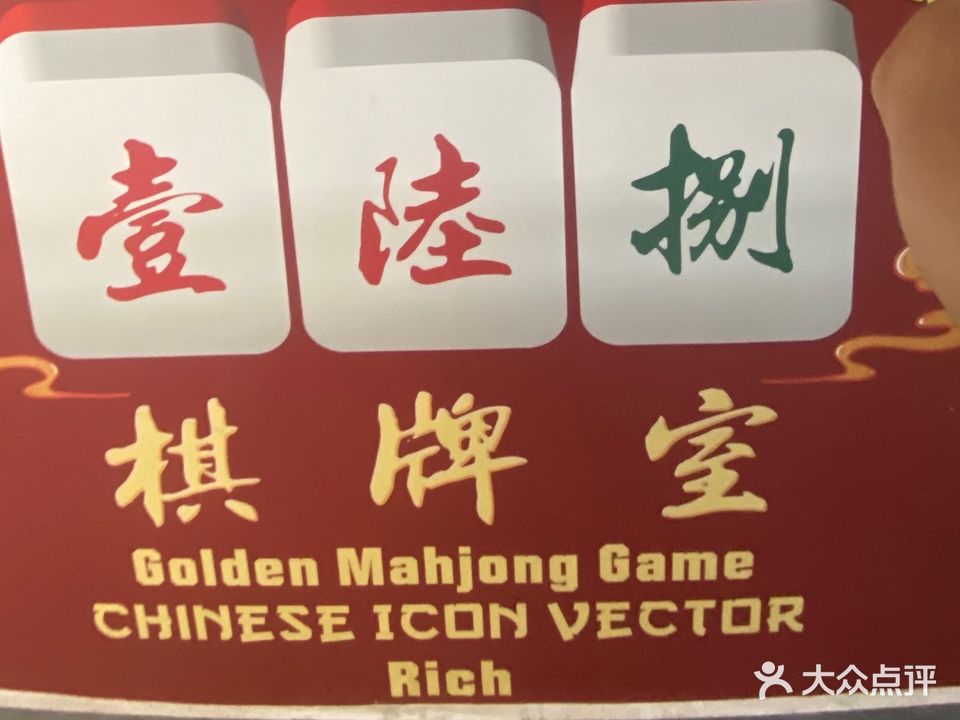 壹 陸 捌
棋 牌 室
Golden Mahjong Game
CHINESE ICON VECTOR
Rich
大众点评